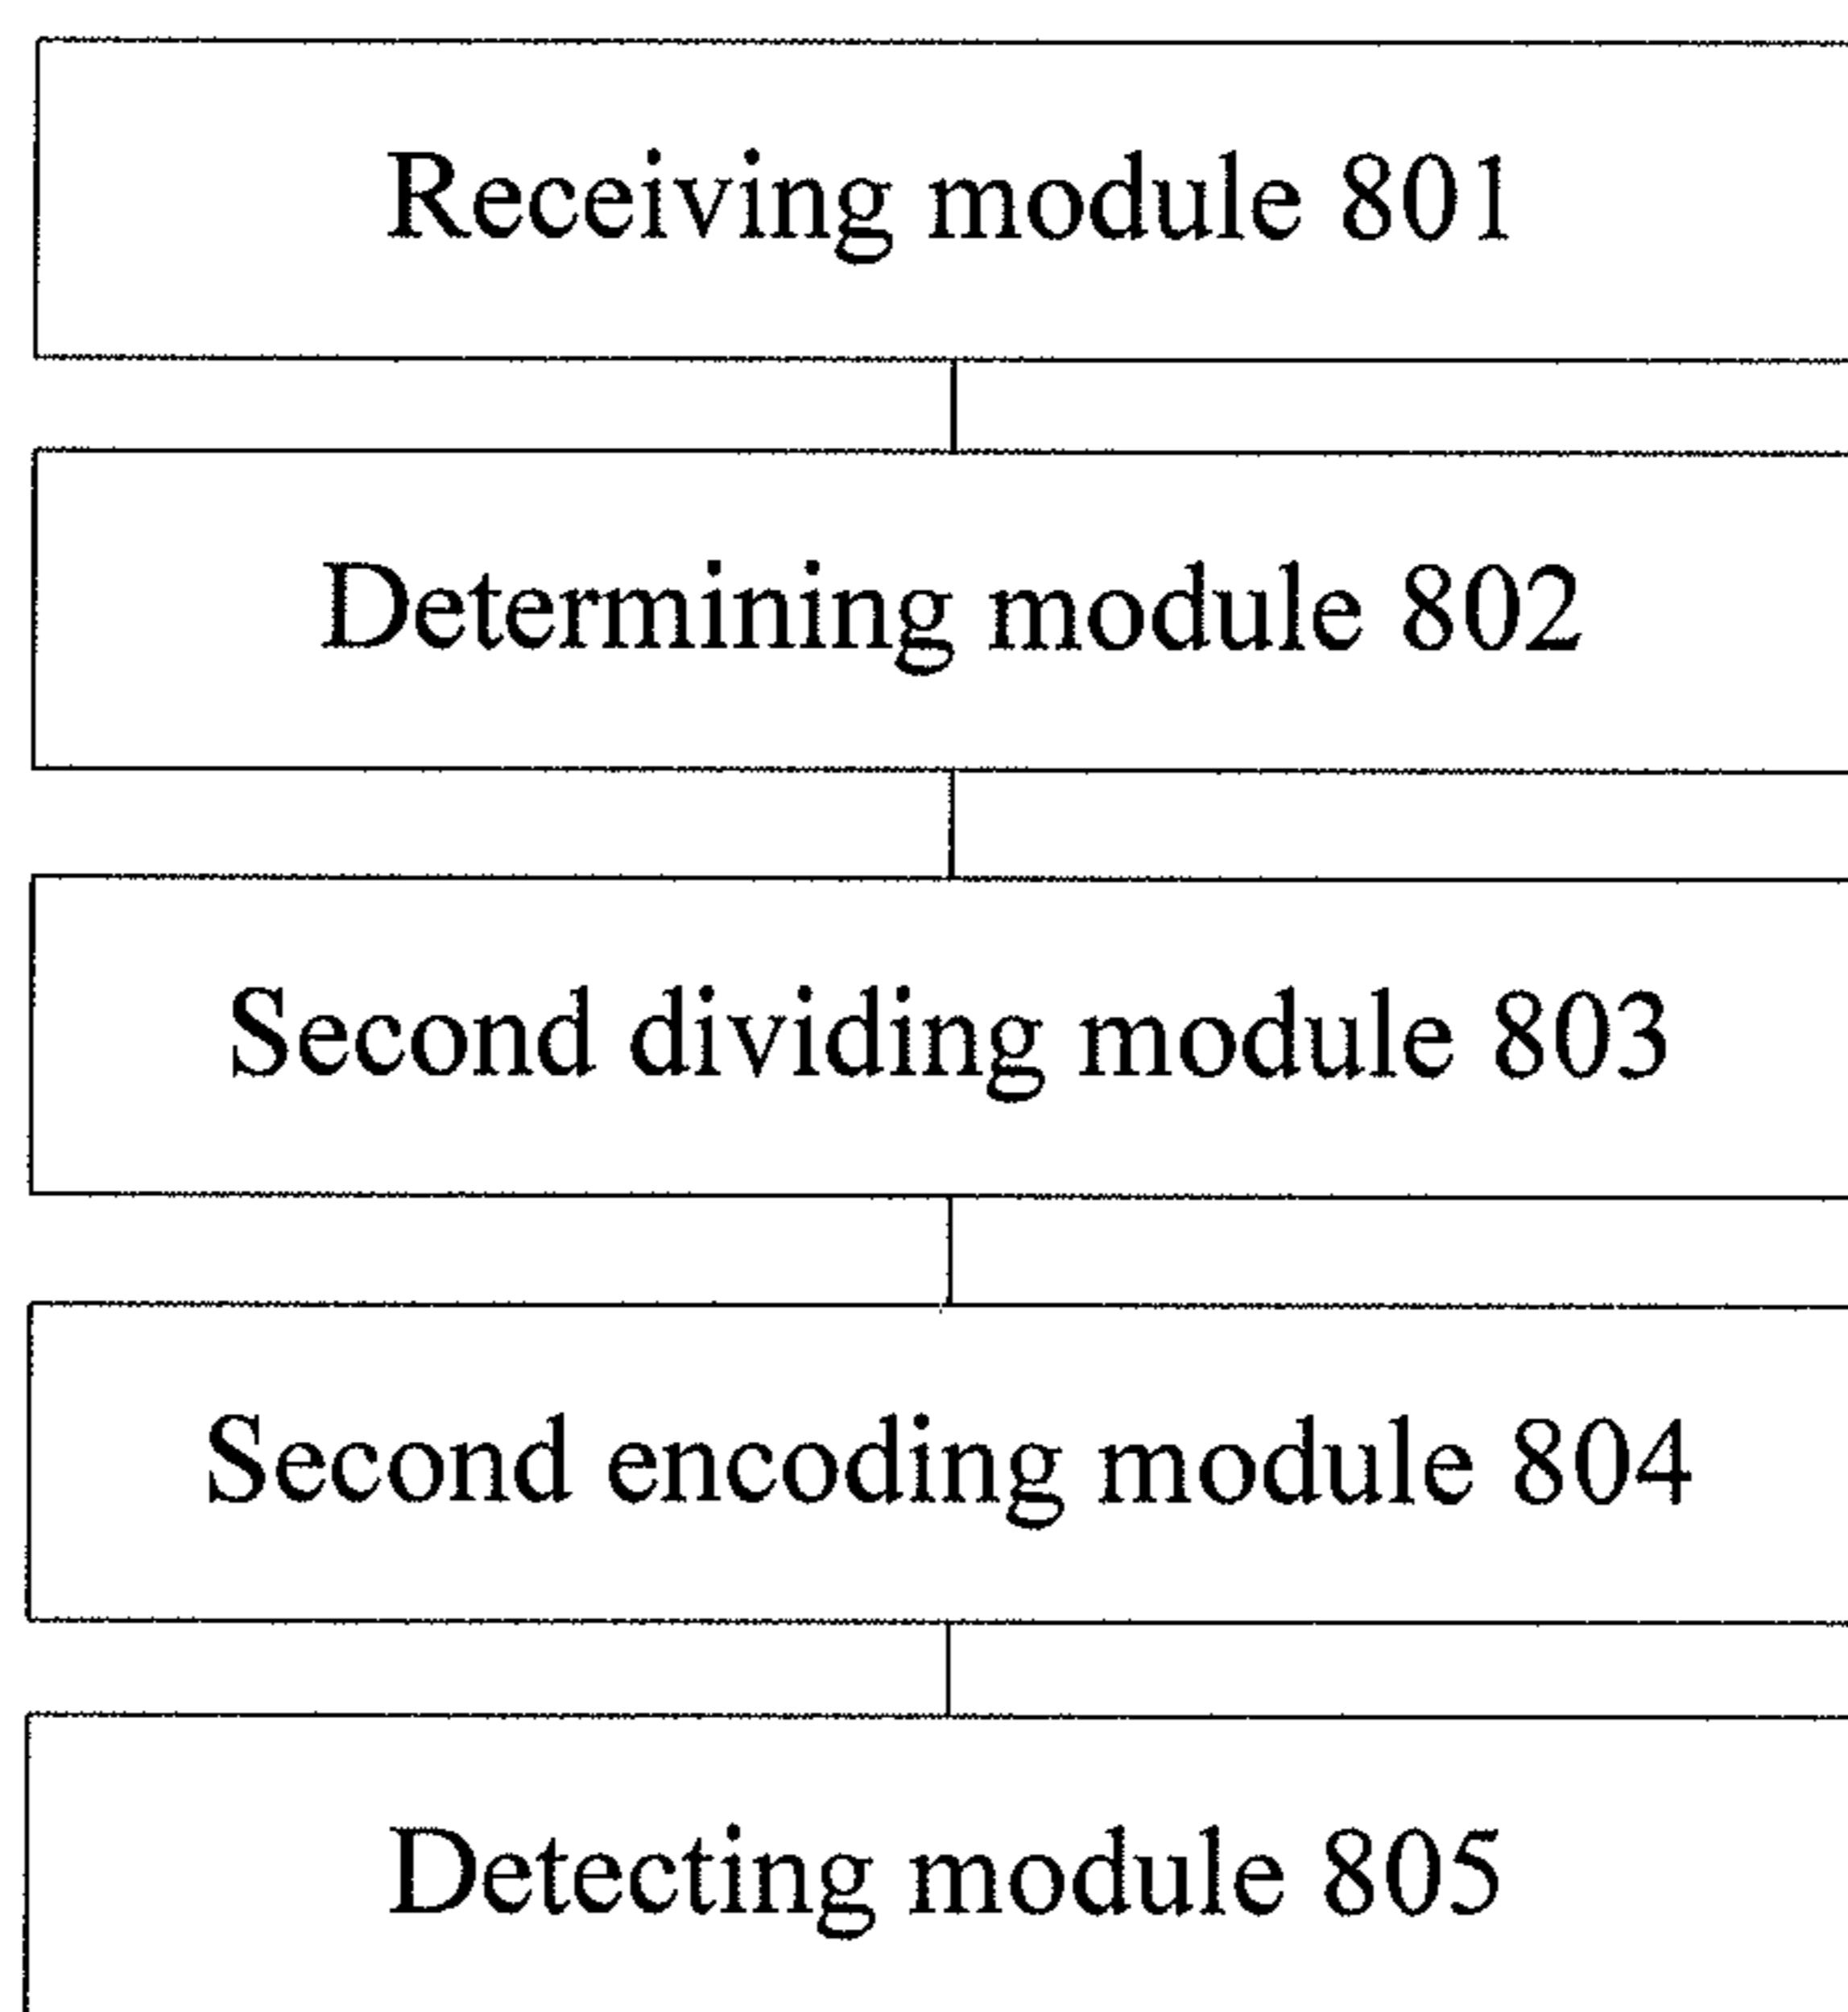 Receiving module 801
Determining module 802
Second dividing module 803
Second encoding module 804
Detecting module 805